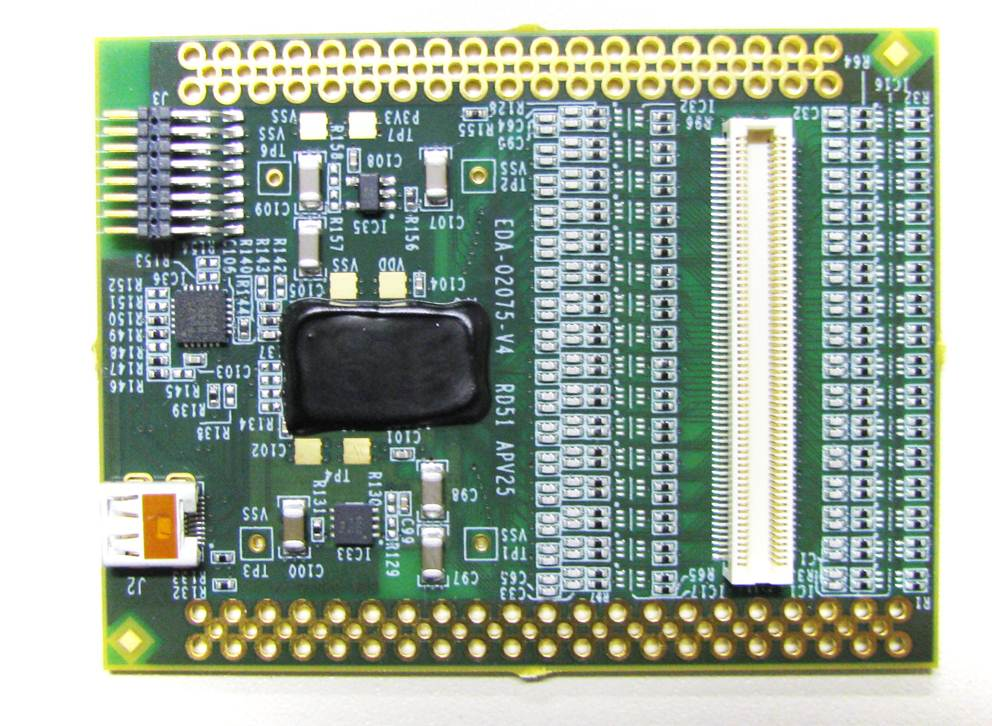 R64
IC16
R32
J3
VSS
VSS
TP6
R158
P3V3
TP7
C108
R126
C64
R155
C95
IC32
R96
C32
VSS
TP2
C109
R157
IC35
R156
C107
R153
IC36
R152
R151
R150
R149
R148
R147
R146
C106
R140
R143
R142
R144
C105
VSS
VDD
C104
EDA-02075-V4 RD51 APV25
C103
R145
R139
R138
R134
C102
TP4
C101
R131
R130
C98
VSS
IC33
C99
R129
C100
TP3
C97
VSS
TP1
C65
C33
R97
R65
IC17
C1
R33
IC1
R1
J2
R133
R132